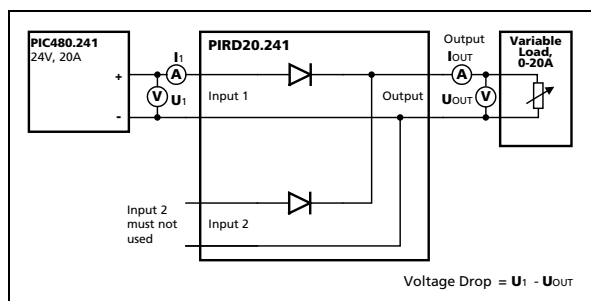 PIC480.241
24V, 20A
+
-
I1
A
V
U1
PIRD20.241
Input 1
Output
Input 2
Input 2
must not
used
Output
IOUT
A
UOUT
V
Variable
Load,
0-20A
Voltage Drop = U1 - UOUT